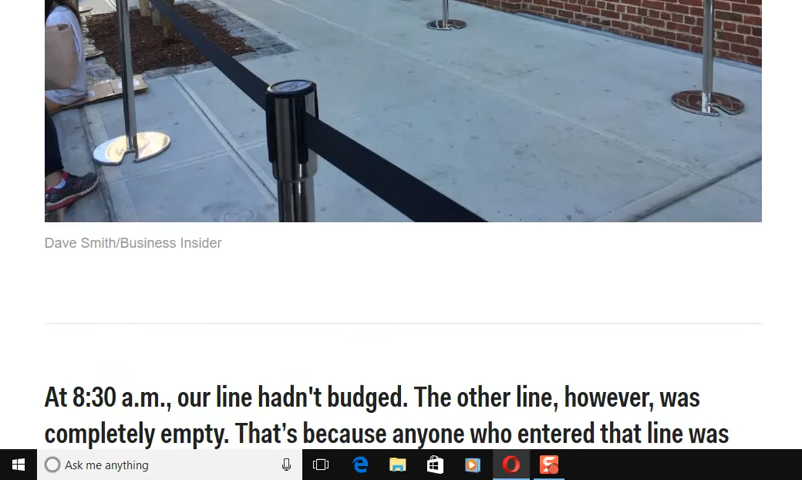 Dave Smith/Business Insider
At 8:30 a.m., our line hadn't budged. The other line, however, was
completely empty. That’s because anyone who entered that line was
Ask me anything